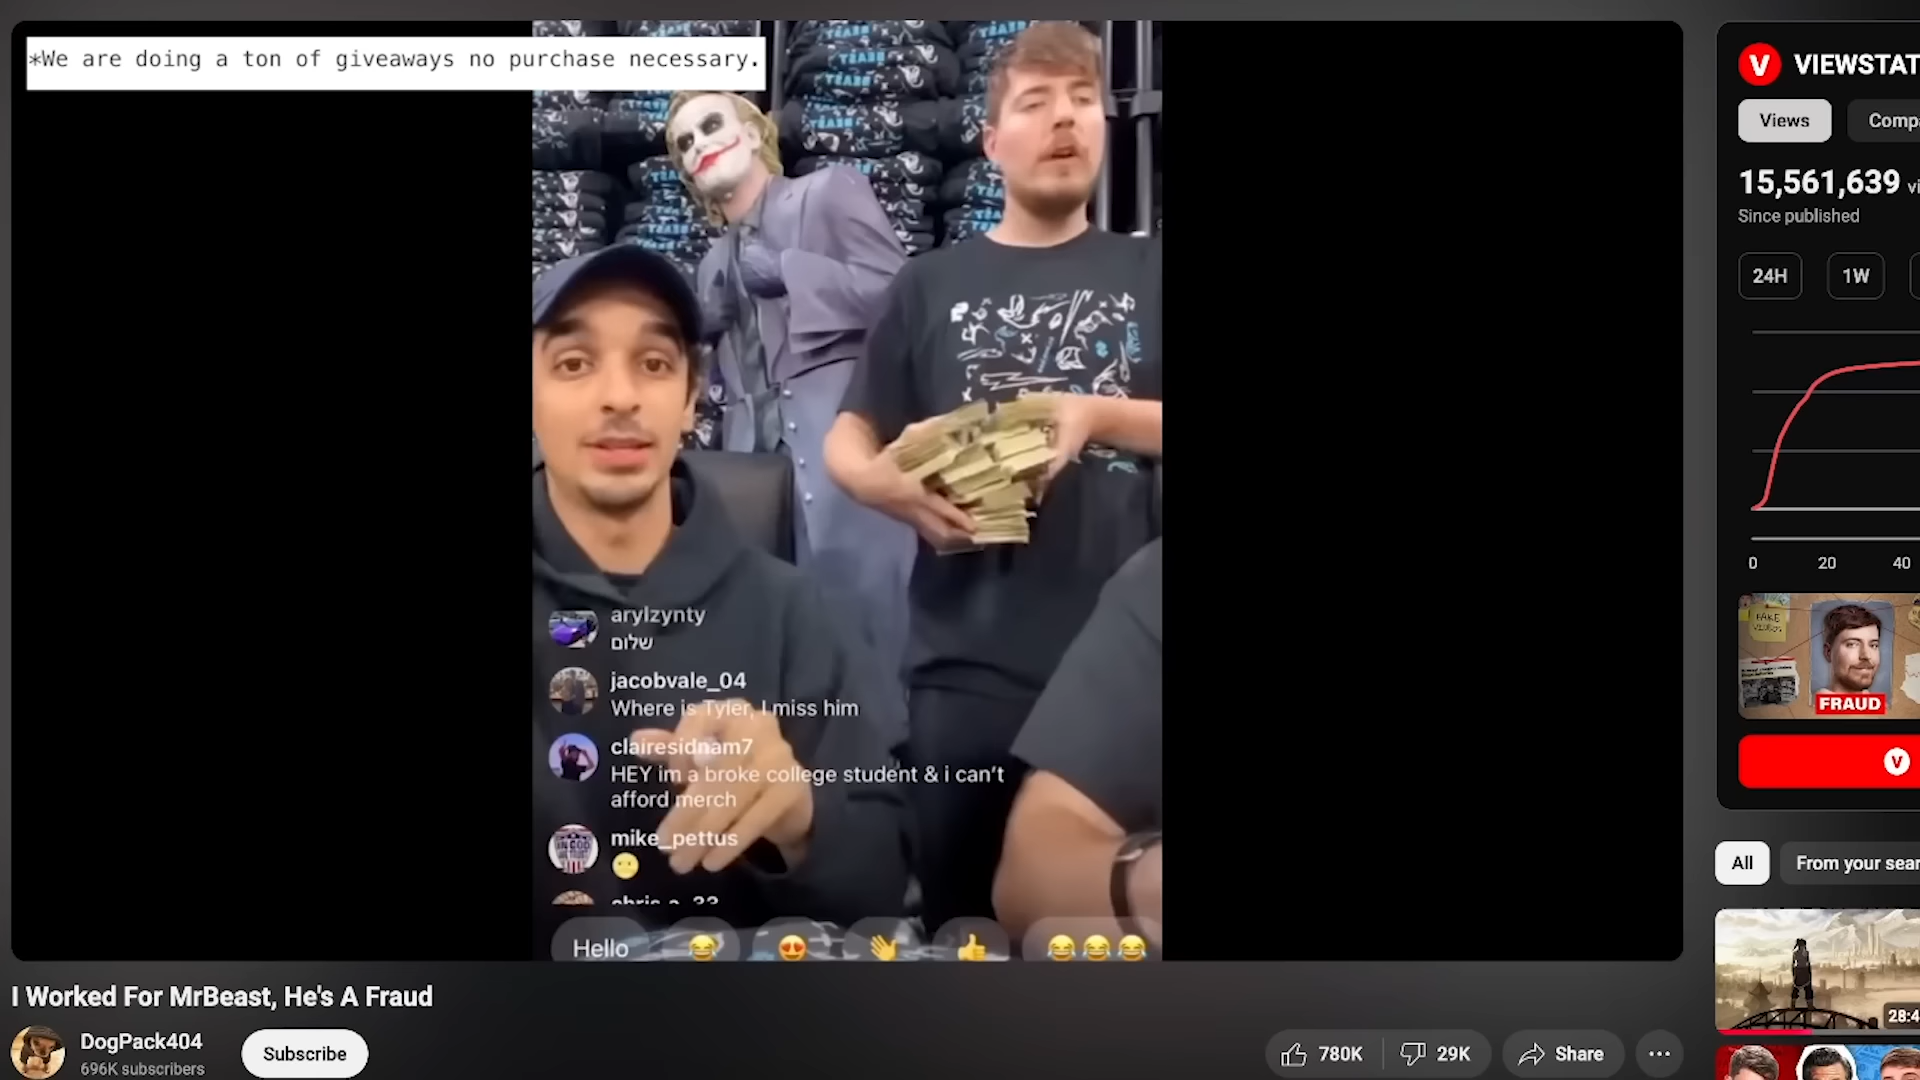 *We are doing a ton of giveaways no purchase necessary.
arylzynty
שלום
jacobvale_04
Where is Tyler, I miss him
clairesidnam7
HEY im a broke college student & i can't
afford merch
mike_pettus
Hello
I Worked For MrBeast, He's A Fraud
DogPack404
696K subscribers
Subscribe
780K
29K
Share
V VIEWSTAT
Views
15,561,639
Since published
24H
1W
0
20
40
FAKE
VIDEOS
FRAUD
V
All
From your
28:4